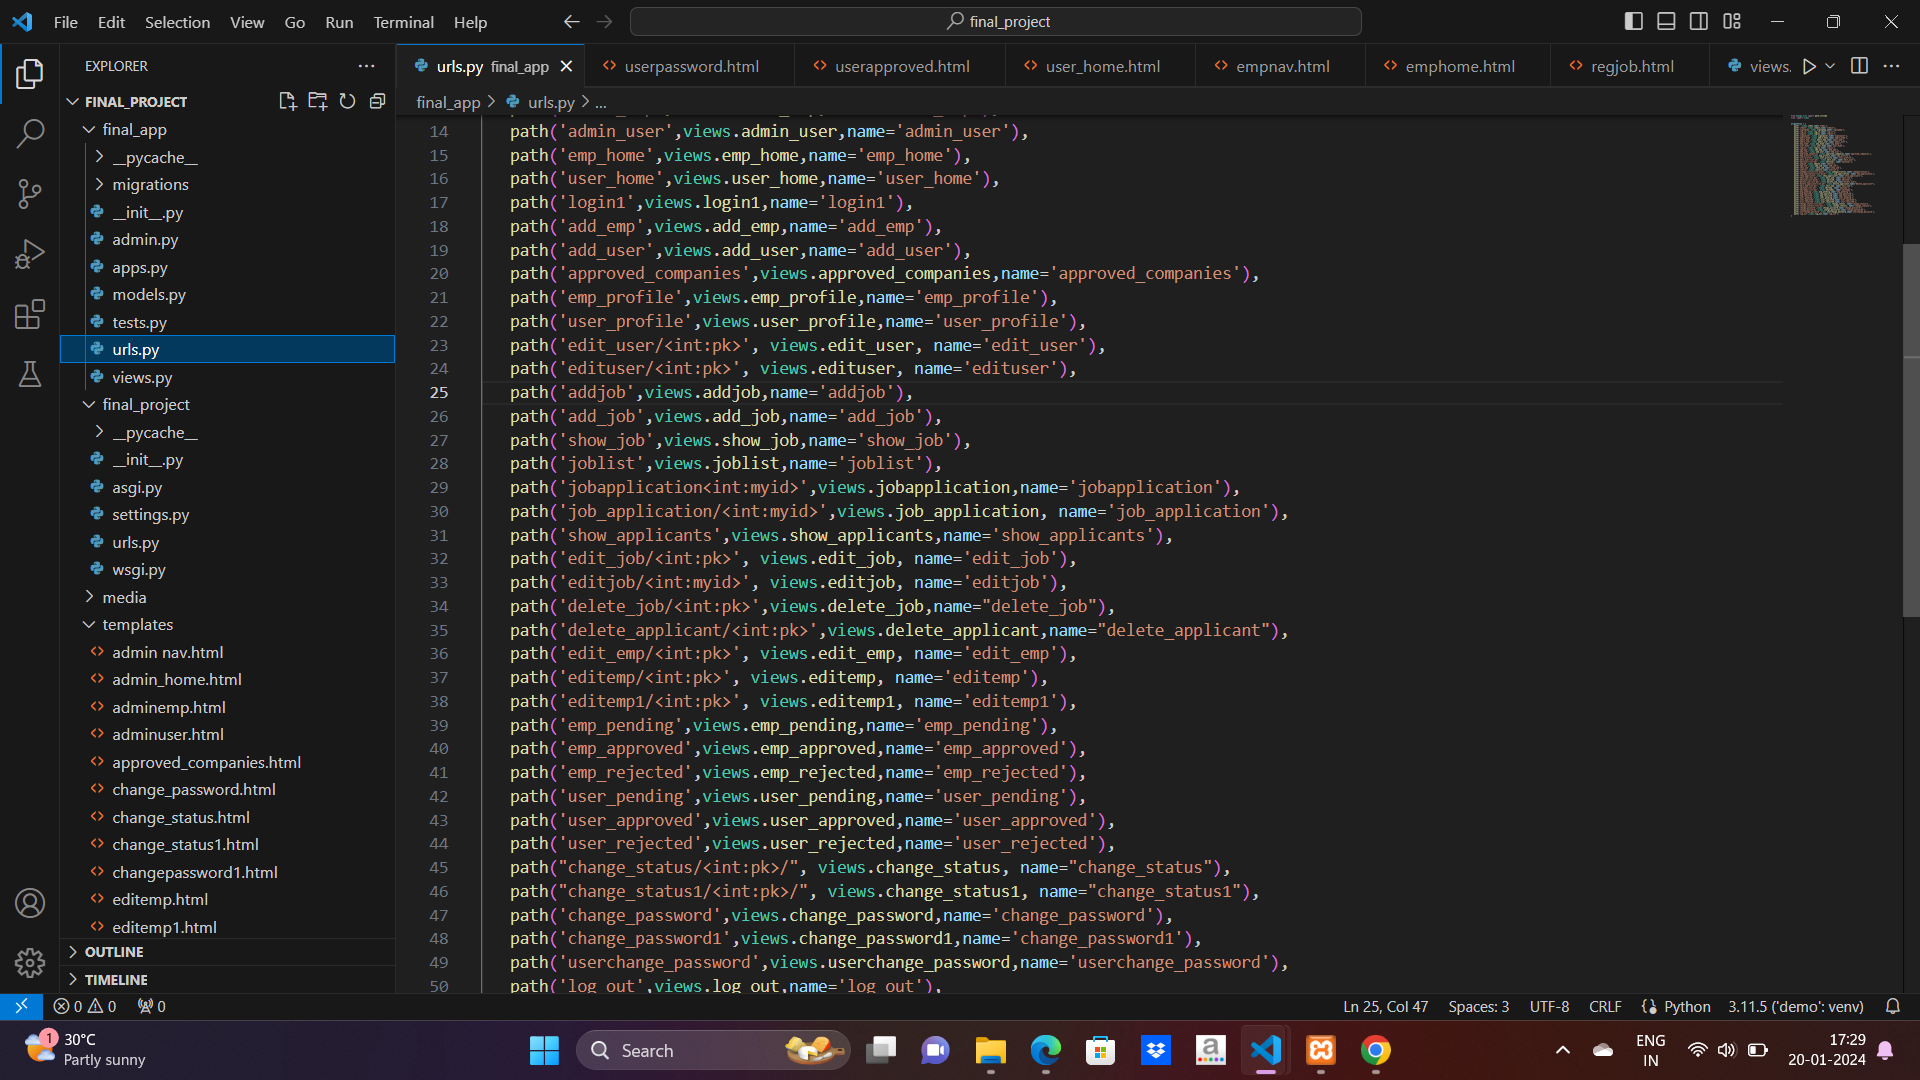 File Edit Selection View Go Run Terminal Help final_project
EXPLORER
urls.py final_app userpassword.html userapproved.html user_home.html empnav.html emphome.html regjob.html views.
FINAL_PROJECT
final_app > urls.py > ...
final_app
__pycache__
migrations
__init__.py
admin.py
apps.py
models.py
tests.py
urls.py
views.py
final_project
__pycache__
__init__.py
asgi.py
settings.py
urls.py
wsgi.py
media
templates
admin nav.html
admin_home.html
adminemp.html
adminuser.html
approved_companies.html
change_password.html
change_status.html
change_status1.html
changepassword1.html
editemp.html
editemp1.html
OUTLINE
TIMELINE
14 path('admin_user',views.admin_user,name='admin_user'),
15 path('emp_home',views.emp_home,name='emp_home'),
16 path('user_home',views.user_home,name='user_home'),
17 path('login1',views.login1,name='login1'),
18 path('add_emp',views.add_emp,name='add_emp'),
19 path('add_user',views.add_user,name='add_user'),
20 path('approved_companies',views.approved_companies,name='approved_companies'),
21 path('emp_profile',views.emp_profile,name='emp_profile'),
22 path('user_profile',views.user_profile,name='user_profile'),
23 path('edit_user/<int:pk>', views.edit_user, name='edit_user'),
24 path('edituser/<int:pk>', views.edituser, name='edituser'),
25 path('addjob',views.addjob,name='addjob'),
26 path('add_job',views.add_job,name='add_job'),
27 path('show_job',views.show_job,name='show_job'),
28 path('joblist',views.joblist,name='joblist'),
29 path('jobapplication<int:myid>',views.jobapplication,name='jobapplication'),
30 path('job_application/<int:myid>',views.job_application, name='job_application'),
31 path('show_applicants',views.show_applicants,name='show_applicants'),
32 path('edit_job/<int:pk>', views.edit_job, name='edit_job'),
33 path('editjob/<int:myid>', views.editjob, name='editjob'),
34 path('delete_job/<int:pk>',views.delete_job,name="delete_job"),
35 path('delete_applicant/<int:pk>',views.delete_applicant,name="delete_applicant"),
36 path('edit_emp/<int:pk>', views.edit_emp, name='edit_emp'),
37 path('editemp/<int:pk>', views.editemp, name='editemp'),
38 path('editemp1/<int:pk>', views.editemp1, name='editemp1'),
39 path('emp_pending',views.emp_pending,name='emp_pending'),
40 path('emp_approved',views.emp_approved,name='emp_approved'),
41 path('emp_rejected',views.emp_rejected,name='emp_rejected'),
42 path('user_pending',views.user_pending,name='user_pending'),
43 path('user_approved',views.user_approved,name='user_approved'),
44 path('user_rejected',views.user_rejected,name='user_rejected'),
45 path("change_status/<int:pk>/", views.change_status, name="change_status"),
46 path("change_status1/<int:pk>/", views.change_status1, name="change_status1"),
47 path('change_password',views.change_password,name='change_password'),
48 path('change_password1',views.change_password1,name='change_password1'),
49 path('userchange_password',views.userchange_password,name='userchange_password'),
50 path('log_out',views.log_out,name='log_out'),
0 0 0 Ln 25, Col 47 Spaces: 3 UTF-8 CRLF Python 3.11.5 ('demo': venv)
1 30°C
Partly sunny
Search
ENG
IN
17:29
20-01-2024